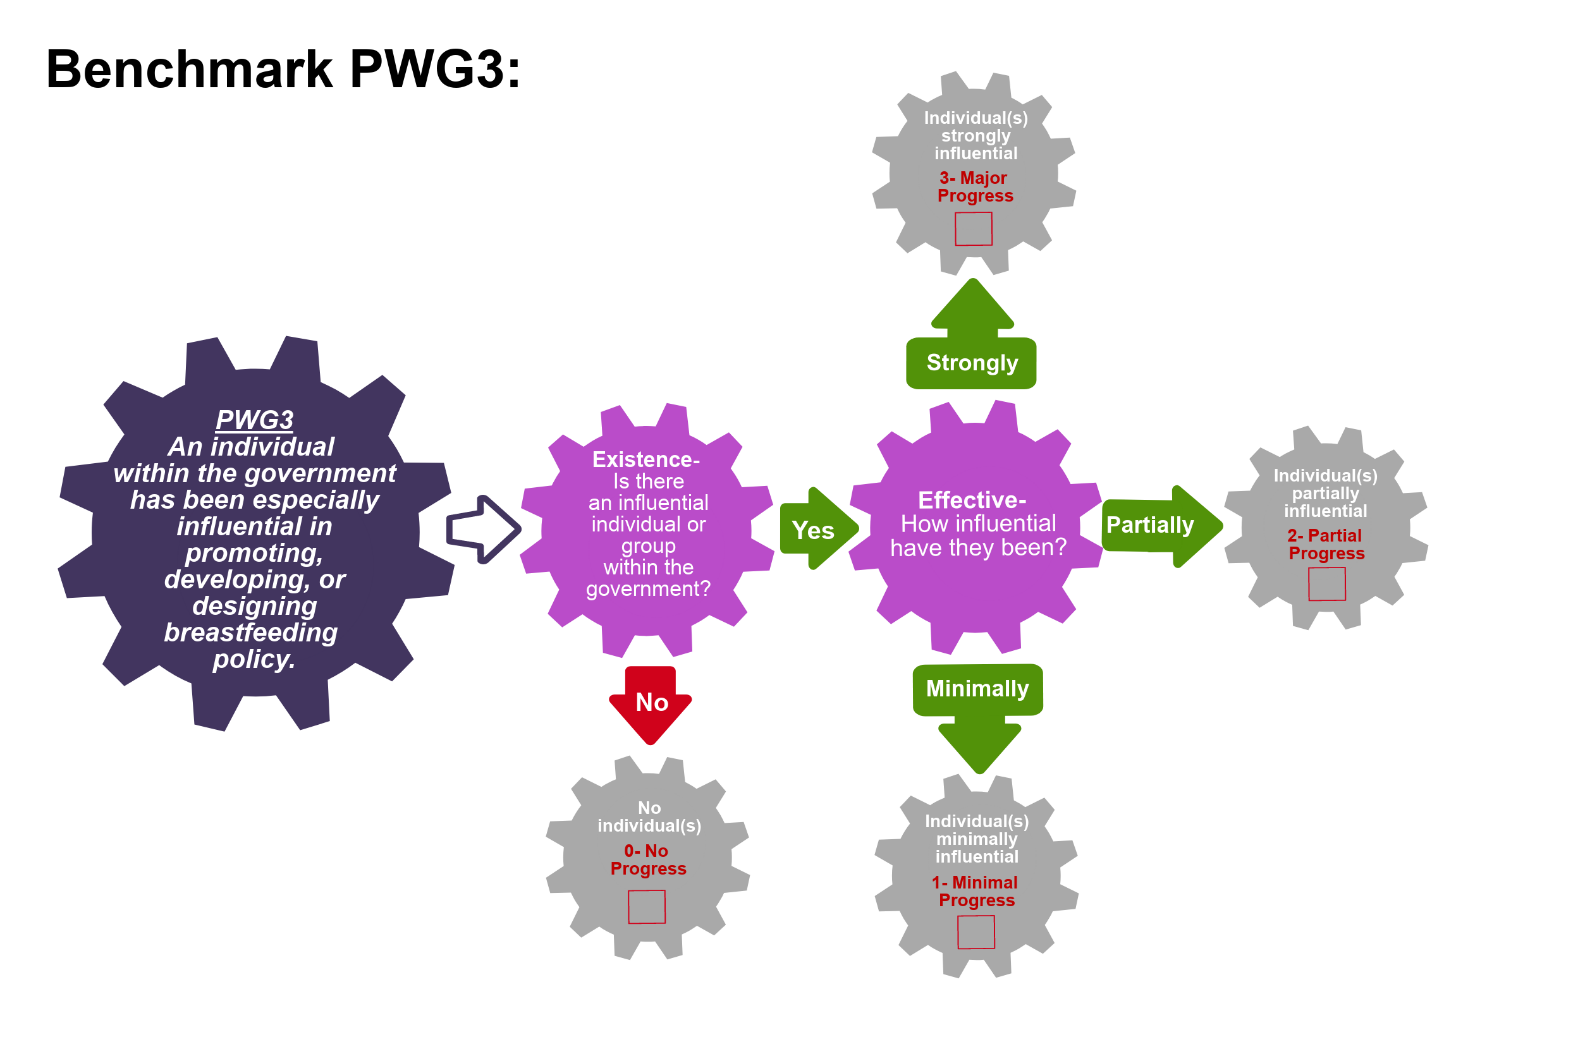 Benchmark PWG3:
PWG3
An individual
within the government
has been especially
influential in
promoting,
developing, or
designing
breastfeeding
policy.
Existence-
Is there
an influential
individual or
group
within the
government?
No
No
individual(s)
0- No
Progress
Yes
Effective-
How influential
have they been?
Strongly
Individual(s)
strongly
influential
3- Major
Progress
Partially
Individual(s)
partially
influential
2- Partial
Progress
Minimally
Individual(s)
minimally
influential
1- Minimal
Progress